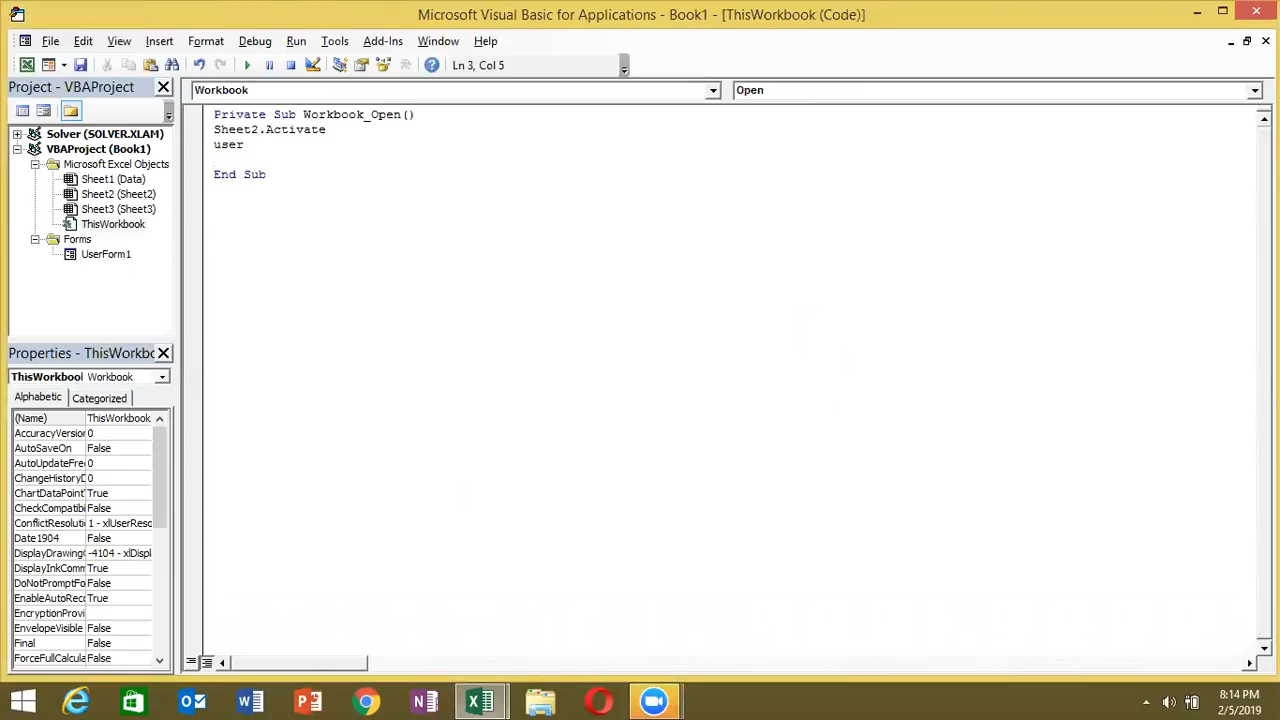 Microsoft Visual Basic for Applications - Book1 - [ThisWorkbook (Code)]
File Edit View Insert Format Debug Run Tools Add-Ins Window Help
Ln 3, Col 5
Project - VBAProject
Workbook
Open
Solver (SOLVER.XLAM)
VBAProject (Book1)
Microsoft Excel Objects
Sheet1 (Data)
Sheet2 (Sheet2)
Sheet3 (Sheet3)
ThisWorkbook
Forms
UserForm1
Private Sub Workbook_Open()
Sheet2.Activate
user
End Sub
Properties - ThisWorkbo
ThisWorkbool Workbook
Alphabetic Categorized
(Name) ThisWorkbook
AccuracyVersion 0
AutoSaveOn False
AutoUpdateFre 0
ChangeHistoryD 0
ChartDataPoint True
CheckCompatib False
ConflictResoluti 1 - xlUserReso
Date1904 False
DisplayDrawing -4104 - xlDispl
DisplayInkComm True
DoNotPromptFo False
EnableAutoReco True
EncryptionProvi
EnvelopeVisible False
Final False
ForceFullCalcula False
8:14 PM
2/5/2019